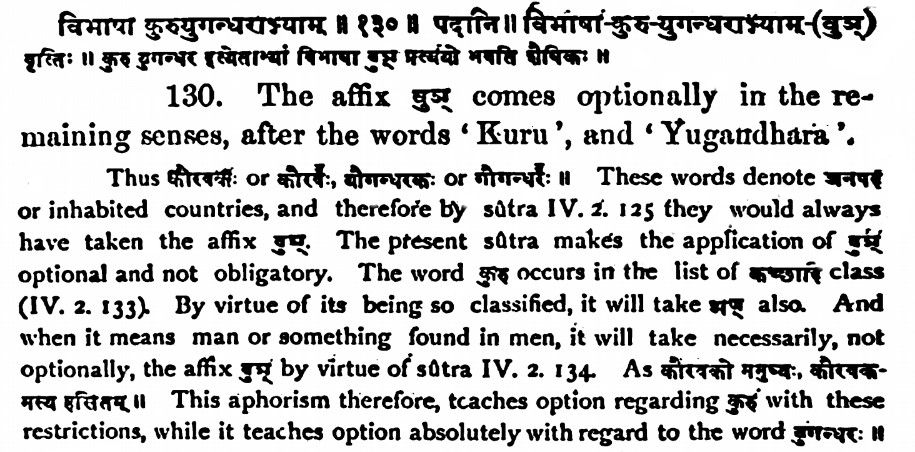 विभाषा कुरुयुगन्धराभ्याम् ॥ १३० ॥ पदानि ॥ विभाषा-कुरु-युगन्धराभ्याम्-(वुञ्)
वृत्तिः ॥ कुरु युगन्धर इत्येताभ्यां विभाषा वुञ् प्रत्ययो भवति शैषिकः ॥
130. The affix वुञ् comes optionally in the re-
maining senses, after the words ‘Kuru’, and ‘Yugandhara’.
Thus कौरवकः or कौरवः, यौगन्धरकः or यौगन्धरः ॥ These words denote जनपद
or inhabited countries, and therefore by sûtra IV. 2. 125 they would always
have taken the affix वुञ्. The present sûtra makes the application of वुञ्
optional and not obligatory. The word कुरु occurs in the list of कच्छादि class
(IV. 2. 133). By virtue of its being so classified, it will take अण् also. And
when it means man or something found in men, it will take necessarily, not
optionally, the affix वुञ् by virtue of sûtra IV. 2. 134. As कौरवको मनुष्यः, कौरवक-
मस्य हसितम् ॥ This aphorism therefore, teaches option regarding कुरु with these
restrictions, while it teaches option absolutely with regard to the word युगन्धरः ॥